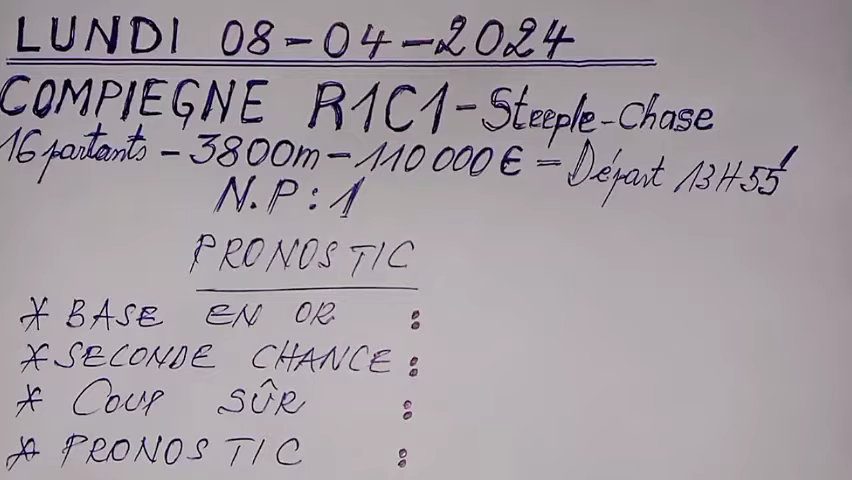 LUNDI 08-04-2024
COMPIEGNE R1C1-Steeple-Chase
16 partants - 3800m - 110 000€ = Départ 13H55'
N.P : 1
PRONOSTIC
* BASE EN OR :
* SECONDE CHANCE :
* COUP SÛR :
* PRONOSTIC :